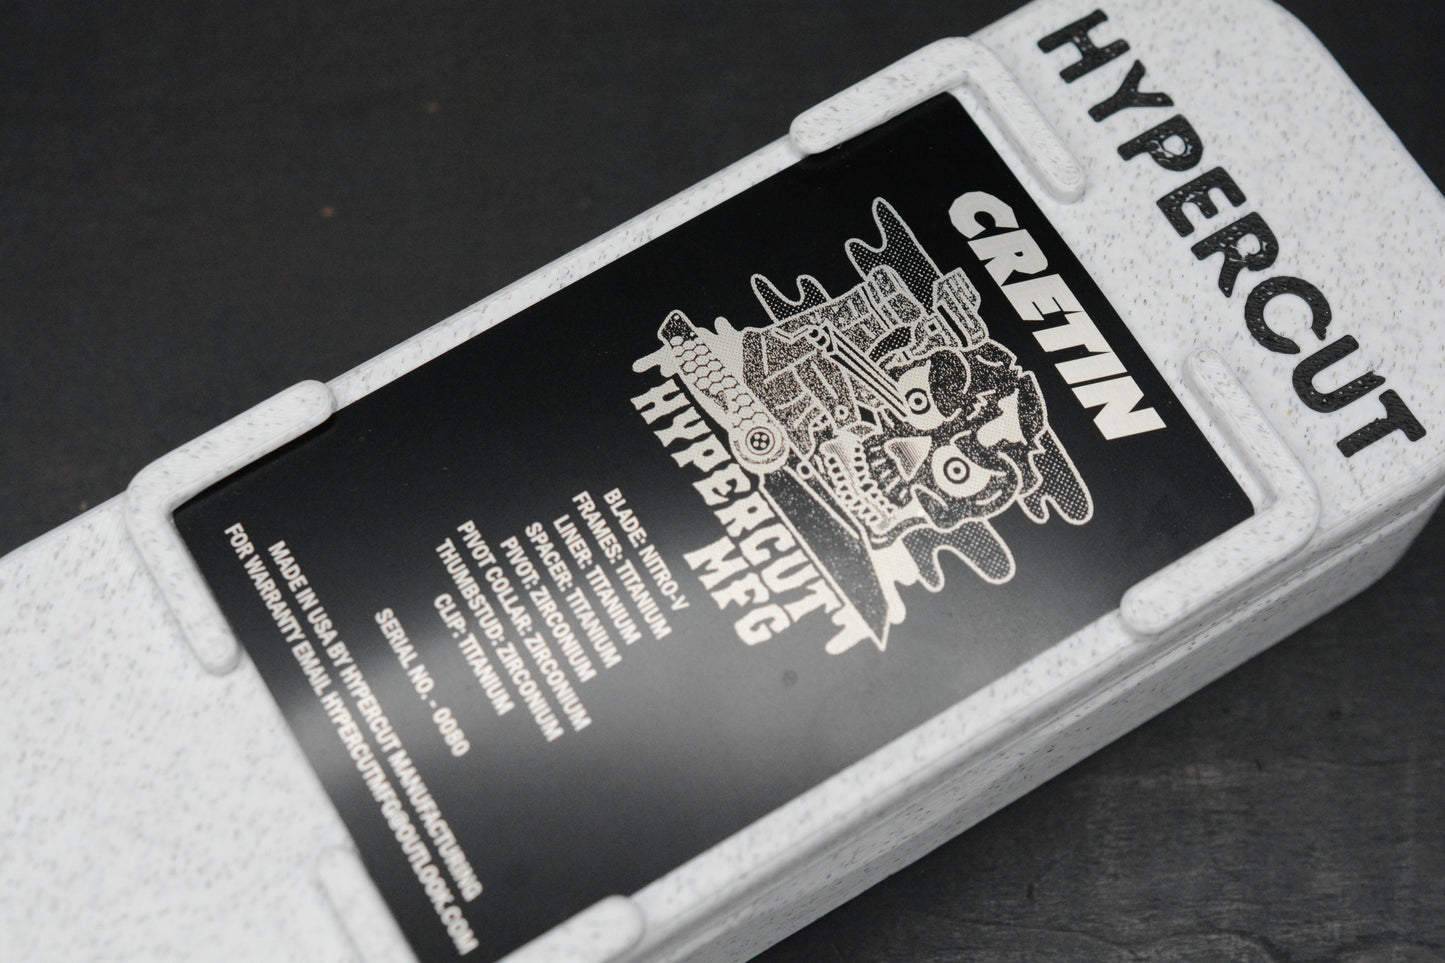 HYPERCUT
CRETIN
HYPERCUT
MFG
BLADE: NITRO-V
FRAMES: TITANIUM
LINER: TITANIUM
SPACER: TITANIUM
PIVOT: ZIRCONIUM
PIVOT COLLAR: ZIRCONIUM
THUMBSTUD: ZIRCONIUM
CLIP: TITANIUM
SERIAL NO. - 0080
MADE IN USA BY HYPERCUT MANUFACTURING
FOR WARRANTY EMAIL HYPERCUTMFG@OUTLOOK.COM